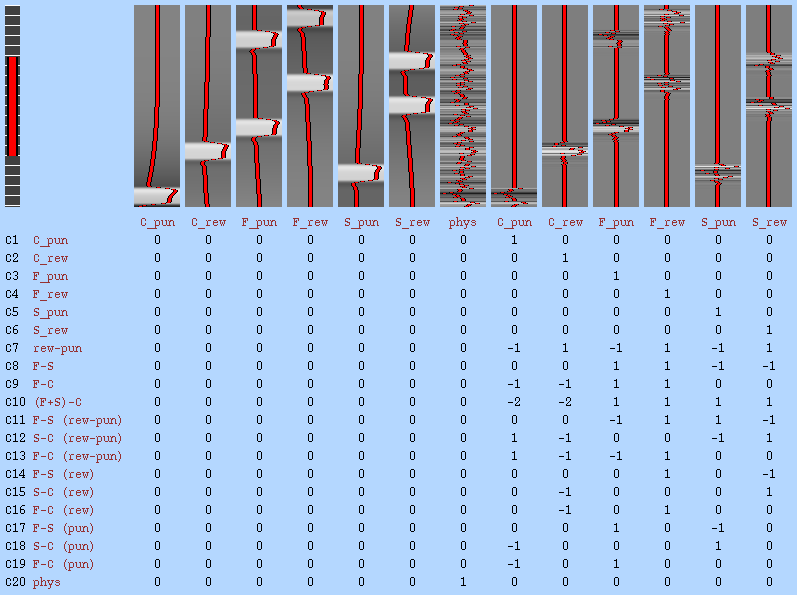 C_pun C_rew F_pun F_rew S_pun S_rew phys C_pun C_rew F_pun F_rew S_pun S_rew
C1 C_pun 0 0 0 0 0 0 0 1 0 0 0 0 0
C2 C_rew 0 0 0 0 0 0 0 0 1 0 0 0 0
C3 F_pun 0 0 0 0 0 0 0 0 0 1 0 0 0
C4 F_rew 0 0 0 0 0 0 0 0 0 0 1 0 0
C5 S_pun 0 0 0 0 0 0 0 0 0 0 0 1 0
C6 S_rew 0 0 0 0 0 0 0 0 0 0 0 0 1
C7 rew-pun 0 0 0 0 0 0 0 -1 1 -1 1 -1 1
C8 F-S 0 0 0 0 0 0 0 0 0 1 1 -1 -1
C9 F-C 0 0 0 0 0 0 0 -1 -1 1 1 0 0
C10 (F+S)-C 0 0 0 0 0 0 0 -2 -2 1 1 1 1
C11 F-S (rew-pun) 0 0 0 0 0 0 0 0 0 -1 1 1 -1
C12 S-C (rew-pun) 0 0 0 0 0 0 0 1 -1 0 0 -1 1
C13 F-C (rew-pun) 0 0 0 0 0 0 0 1 -1 -1 1 0 0
C14 F-S (rew) 0 0 0 0 0 0 0 0 0 0 1 0 -1
C15 S-C (rew) 0 0 0 0 0 0 0 0 -1 0 0 0 1
C16 F-C (rew) 0 0 0 0 0 0 0 0 -1 0 1 0 0
C17 F-S (pun) 0 0 0 0 0 0 0 0 0 1 0 -1 0
C18 S-C (pun) 0 0 0 0 0 0 0 -1 0 0 0 1 0
C19 F-C (pun) 0 0 0 0 0 0 0 -1 0 1 0 0 0
C20 phys 0 0 0 0 0 0 1 0 0 0 0 0 0